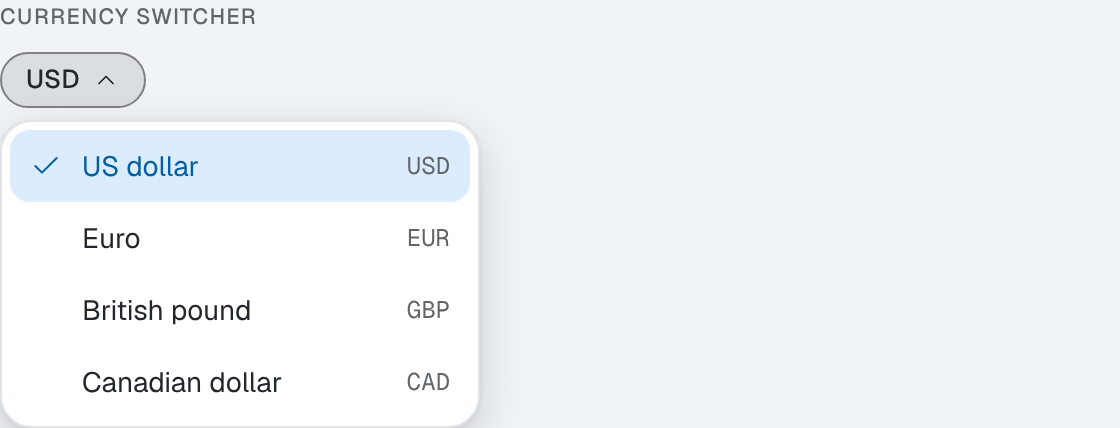 CURRENCY SWITCHER
USD
US dollar USD
Euro EUR
British pound GBP
Canadian dollar CAD